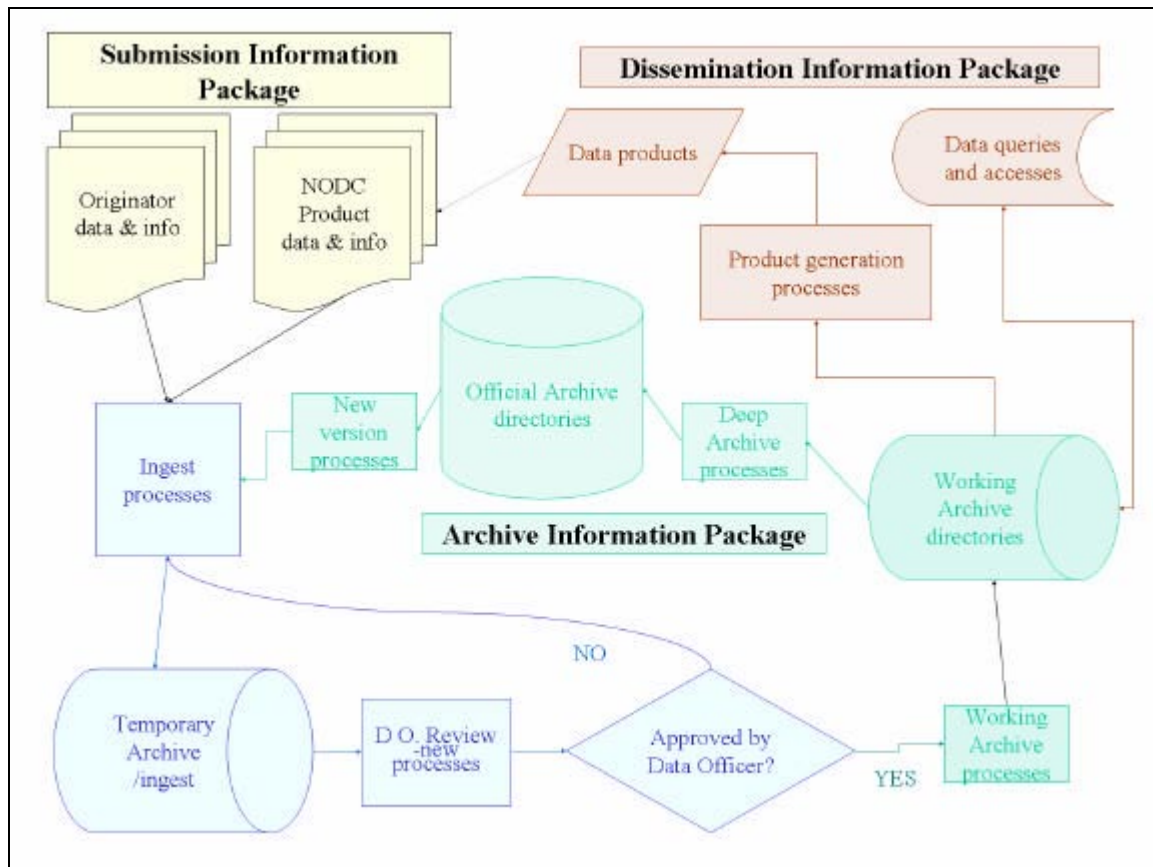 Submission Information
Package
Dissemination Information Package
Originator
data & info
NODC
Product
data & info
Data products
Data queries
and accesses
Product generation
processes
Official Archive
directories
New
version
processes
Deep
Archive
processes
Ingest
processes
Working
Archive
directories
Archive Information Package
NO
Temporary
Archive
/ingest
D O. Review
-new
processes
Approved by
Data Officer?
YES
Working
Archive
processes